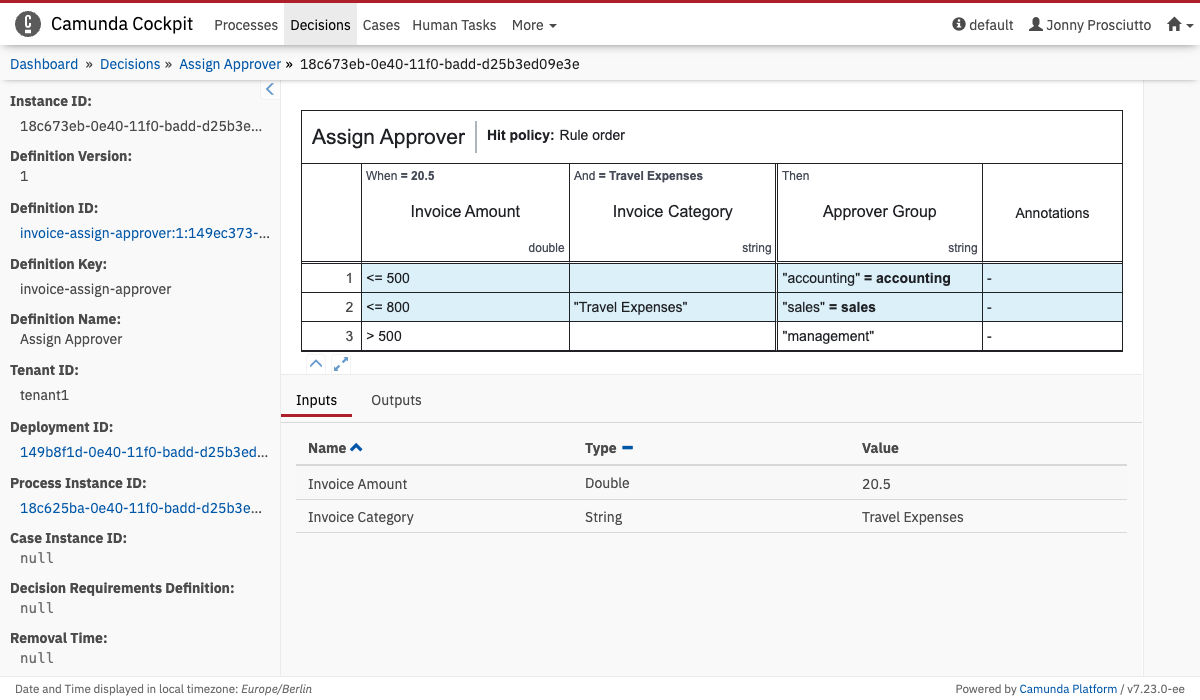 Camunda Cockpit Processes Decisions Cases Human Tasks More default Jonny Prosciutto
Dashboard » Decisions » Assign Approver » 18c673eb-0e40-11f0-badd-d25b3ed09e3e
Instance ID:
18c673eb-0e40-11f0-badd-d25b3e...
Definition Version:
1
Definition ID:
invoice-assign-approver:1:149ec373-...
Definition Key:
invoice-assign-approver
Definition Name:
Assign Approver
Tenant ID:
tenant1
Deployment ID:
149b8f1d-0e40-11f0-badd-d25b3ed...
Process Instance ID:
18c625ba-0e40-11f0-badd-d25b3e...
Case Instance ID:
null
Decision Requirements Definition:
null
Removal Time:
null
Assign Approver Hit policy: Rule order
When = 20.5 And = Travel Expenses Then
Invoice Amount Invoice Category Approver Group Annotations
double string string
1 <= 500 "accounting" = accounting -
2 <= 800 "Travel Expenses" "sales" = sales -
3 > 500 "management" -
Inputs Outputs
Name Type Value
Invoice Amount Double 20.5
Invoice Category String Travel Expenses
Date and Time displayed in local timezone: Europe/Berlin Powered by Camunda Platform / v7.23.0-ee